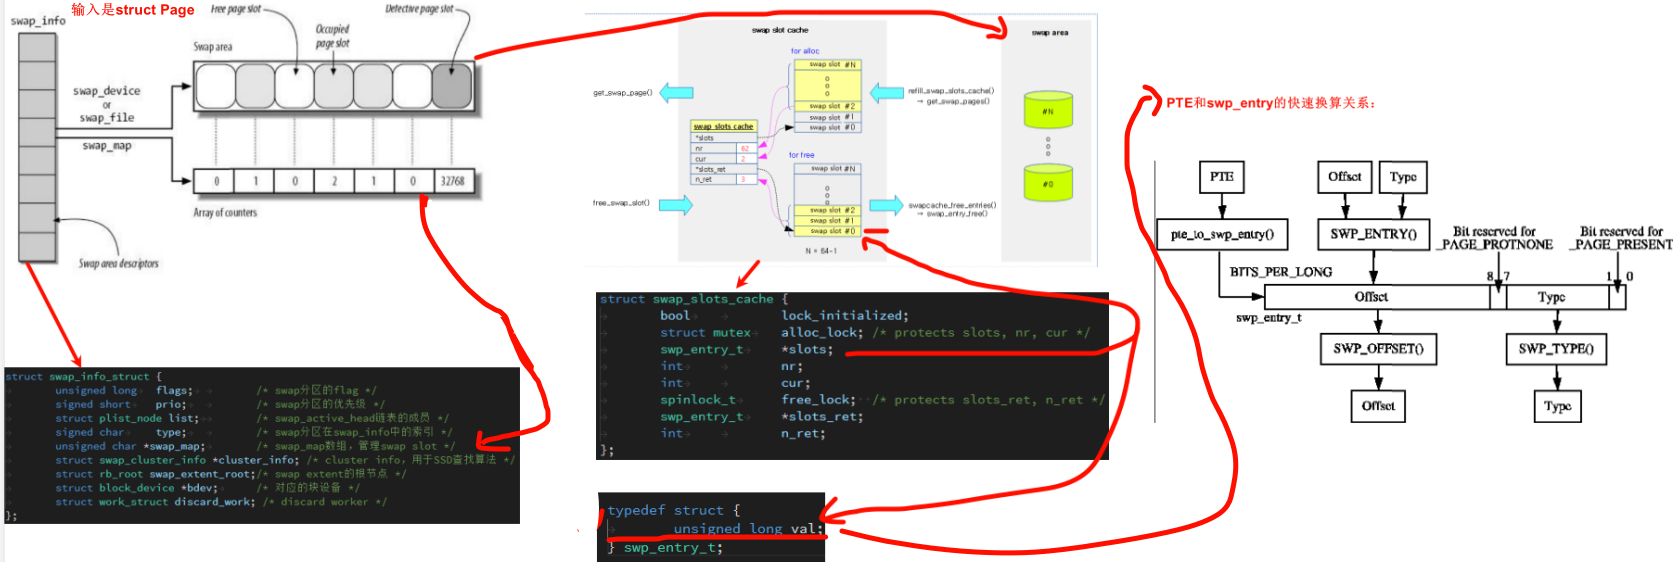 输入是struct Page
swap_info
Free page slot
Occupied
page slot
Defective page slot
Swap area
swap_device
or
swap_file
swap_map
0 1 0 2 1 0 32768
Array of counters
Swap area descriptors
struct swap_info_struct {
unsigned long flags; /* swap分区的flag */
signed short prio; /* swap分区的优先级 */
struct plist_node list; /* swap_active_head链表的成员 */
signed char type; /* swap分区在swap_info中的索引 */
unsigned char *swap_map; /* swap_map数组，管理swap slot */
struct swap_cluster_info *cluster_info; /* cluster info，用于SSD查找算法 */
struct rb_root swap_extent_root;/* swap extent的根节点 */
struct block_device *bdev; /* 对应的块设备 */
struct work_struct discard_work; /* discard worker */
};
swap slot cache
for alloc
swap slot #N
swap slot #2
swap slot #1
swap slot #0
get_swap_page()
refill_swap_slots_cache()
→ get_swap_pages()
swap_slots_cache
*slots
nr 62
cur 2
*slots_ret
n_ret 3
for free
swap slot #N
swap slot #2
swap slot #1
swap slot #0
free_swap_slot()
swapcache_free_entries()
→ swap_entry_free()
N = 64-1
swap area
#N
#0
struct swap_slots_cache {
bool lock_initialized;
struct mutex alloc_lock; /* protects slots, nr, cur */
swp_entry_t *slots;
int nr;
int cur;
spinlock_t free_lock; /* protects slots_ret, n_ret */
swp_entry_t *slots_ret;
int n_ret;
};
typedef struct {
unsigned long val;
} swp_entry_t;
PTE和swp_entry的快速换算关系：
PTE
Offset
Type
pte_to_swp_entry()
SWP_ENTRY()
Bit reserved for
_PAGE_PROTNONE
Bit reserved for
_PAGE_PRESENT
BITS_PER_LONG
8 7
1 0
Offset
Type
swp_entry_t
SWP_OFFSET()
SWP_TYPE()
Offset
Type